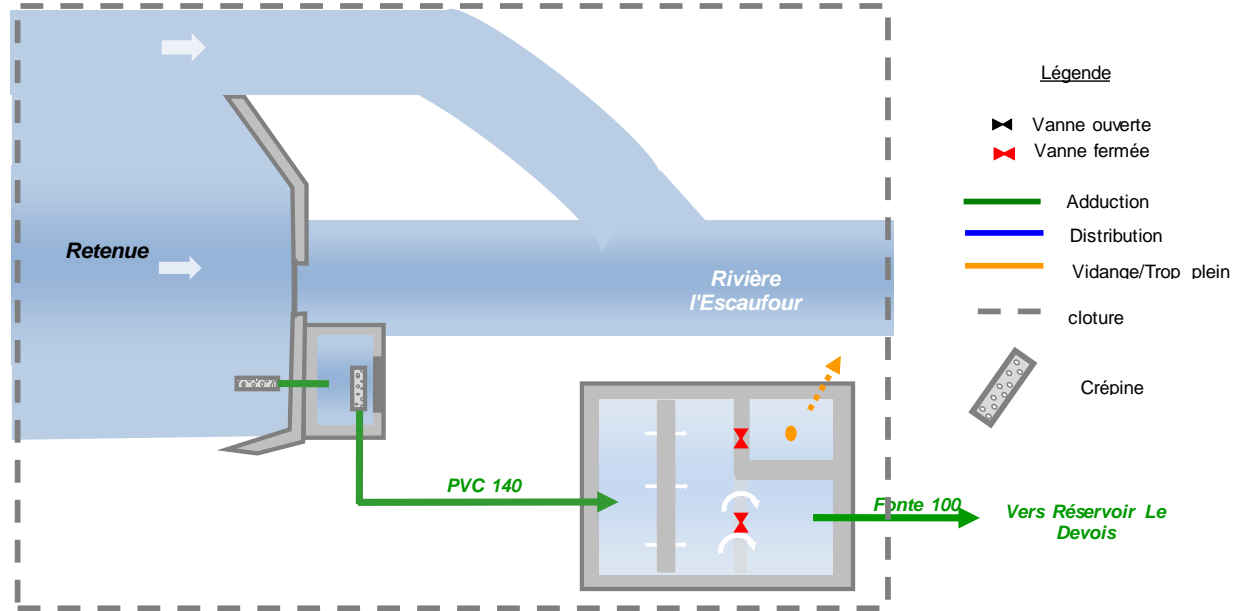 Légende
Vanne ouverte
Vanne fermée
Adduction
Distribution
Vidange/Trop plein
cloture
Crépine
Retenue
Rivière
l'Escaufour
PVC 140
Fonte 100
Vers Réservoir Le
Devois